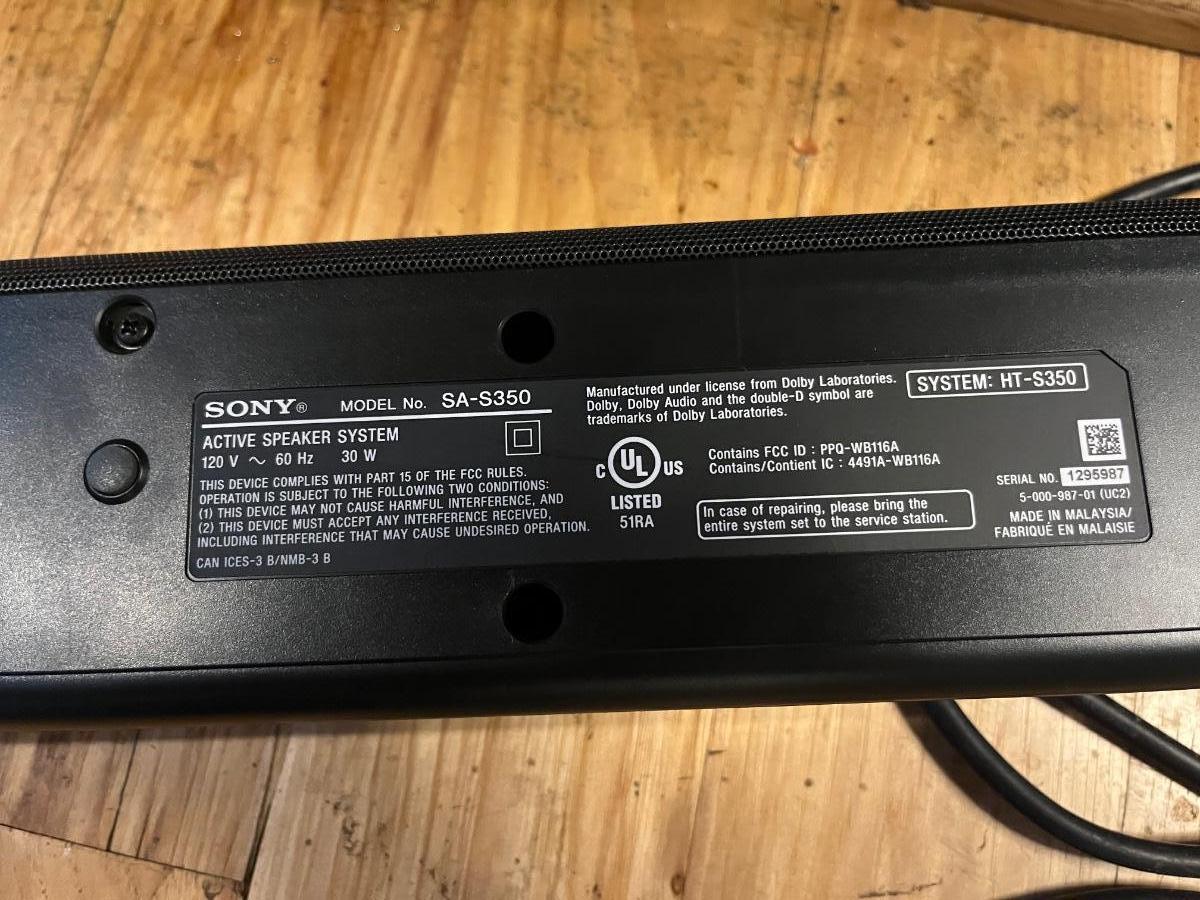 SONY® MODEL No. SA-S350
ACTIVE SPEAKER SYSTEM
120 V ~ 60 Hz 30 W
THIS DEVICE COMPLIES WITH PART 15 OF THE FCC RULES.
OPERATION IS SUBJECT TO THE FOLLOWING TWO CONDITIONS:
(1) THIS DEVICE MAY NOT CAUSE HARMFUL INTERFERENCE, AND
(2) THIS DEVICE MUST ACCEPT ANY INTERFERENCE RECEIVED,
INCLUDING INTERFERENCE THAT MAY CAUSE UNDESIRED OPERATION.
CAN ICES-3 B/NMB-3 B
Manufactured under license from Dolby Laboratories.
Dolby, Dolby Audio and the double-D symbol are
trademarks of Dolby Laboratories.
C UL US
LISTED
51RA
Contains FCC ID : PPQ-WB116A
Contains/Contient IC : 4491A-WB116A
In case of repairing, please bring the
entire system set to the service station.
SYSTEM: HT-S350
SERIAL NO. 1295987
5-000-987-01 (UC2)
MADE IN MALAYSIA/
FABRIQUÉ EN MALAISIE